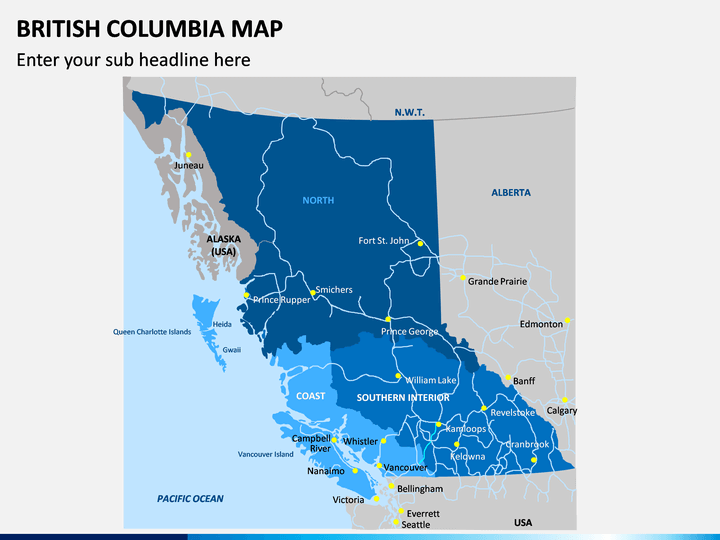 BRITISH COLUMBIA MAP
Enter your sub headline here
N.W.T.
Juneau
ALBERTA
NORTH
ALASKA
(USA)
Fort St. John
Grande Prairie
Smichers
Prince Rupper
Heida
Queen Charlotte Islands
Gwaii
Prince George
Edmonton
William Lake
Banff
COAST
SOUTHERN INTERIOR
Revelstoke
Calgary
Kamloops
Campbell
River
Whistler
Cranbrook
Vancouver Island
Kelowna
Nanaimo
Vancouver
Bellingham
PACIFIC OCEAN
Victoria
Everrett
Seattle
USA